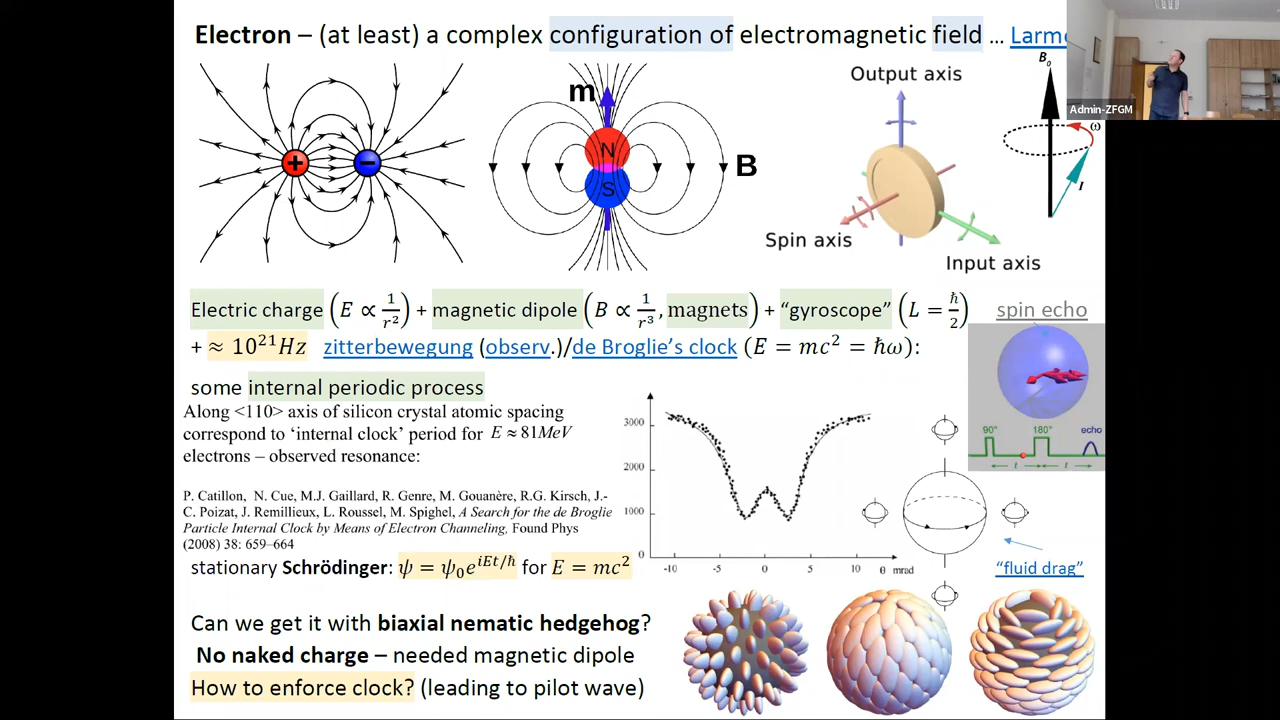 Electron – (at least) a complex configuration of electromagnetic field ... Larm
Admin-ZFGM
+
−
m
N
S
B
Output axis
Spin axis
Input axis
B₀
ω
I
Electric charge (E ∝ 1/r²) + magnetic dipole (B ∝ 1/r³, magnets) + “gyroscope” (L = ℏ/2)
spin echo
+ ≈ 10²¹Hz zitterbewegung (observ.)/de Broglie’s clock (E = mc² = ℏω):
some internal periodic process
Along <110> axis of silicon crystal atomic spacing
correspond to ‘internal clock’ period for E ≈ 81MeV
electrons – observed resonance:
P. Catillon, N. Cue, M.J. Gaillard, R. Genre, M. Gouanère, R.G. Kirsch, J.-
C. Poizat, J. Remillieux, L. Roussel, M. Spighel, A Search for the de Broglie
Particle Internal Clock by Means of Electron Channeling, Found Phys
(2008) 38: 659–664
3000
2000
1000
0
-10 -5 0 5 10 θ mrad
90° 180° echo
t t
“fluid drag”
stationary Schrödinger: ψ = ψ₀e^{iEt/ℏ} for E = mc²
Can we get it with biaxial nematic hedgehog?
No naked charge – needed magnetic dipole
How to enforce clock? (leading to pilot wave)